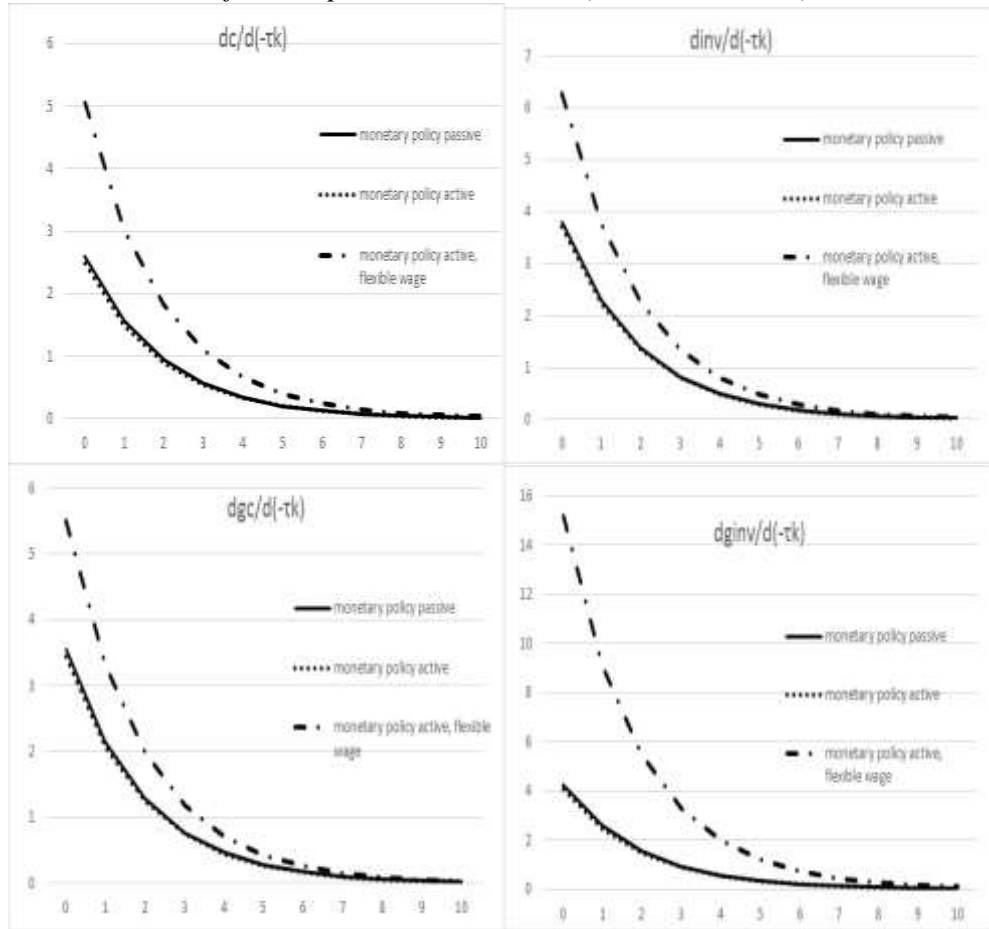 dc/d(-τk)
6
5
4
3
2
1
0
monetary policy passive
monetary policy active
monetary policy active,
flexible wage
0 1 2 3 4 5 6 7 8 9 10
dinv/d(-τk)
7
6
5
4
3
2
1
0
monetary policy passive
monetary policy active
monetary policy active,
flexible wage
0 1 2 3 4 5 6 7 8 9 10
dgc/d(-τk)
6
5
4
3
2
1
0
monetary policy passive
monetary policy active
monetary policy active, flexible
wage
0 1 2 3 4 5 6 7 8 9 10
dginv/d(-τk)
16
14
12
10
8
6
4
2
0
monetary policy passive
monetary policy active
monetary policy active,
flexible wage
0 1 2 3 4 5 6 7 8 9 10